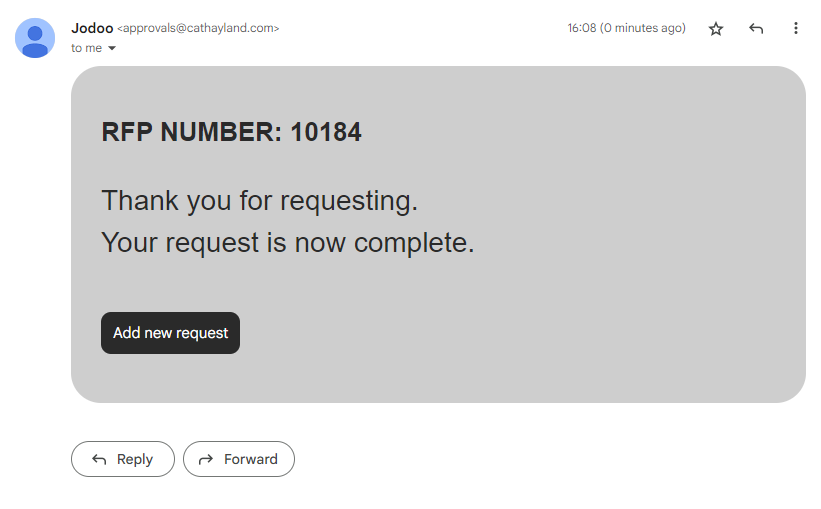 Jodoo <approvals@cathayland.com> 16:08 (0 minutes ago)
to me
RFP NUMBER: 10184
Thank you for requesting.
Your request is now complete.
Add new request
Reply Forward